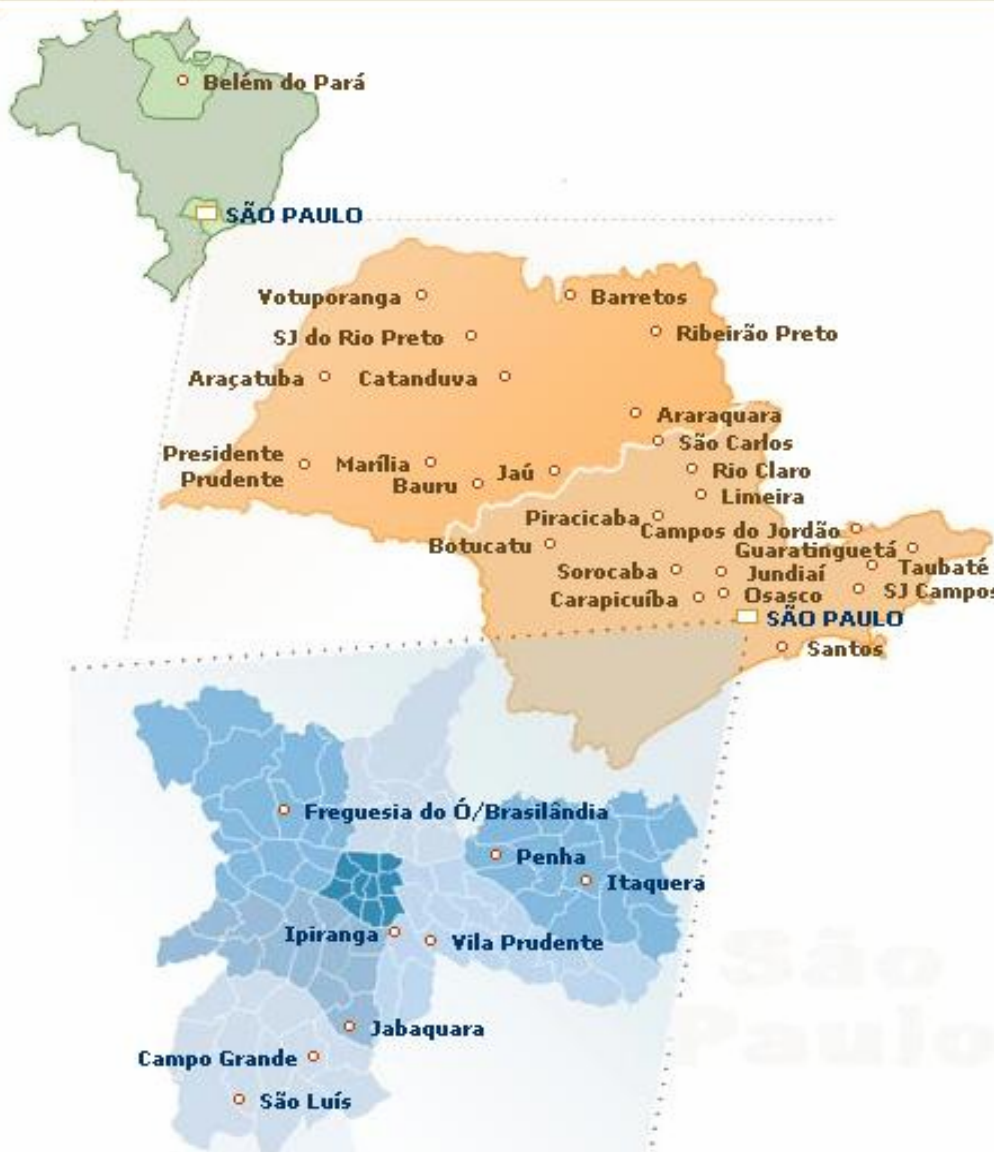 Belém do Pará
SÃO PAULO
Votuporanga
Barretos
SJ do Rio Preto
Ribeirão Preto
Araçatuba
Catanduva
Araraquara
São Carlos
Presidente
Prudente
Marília
Bauru
Jaú
Rio Claro
Limeira
Piracicaba
Campos do Jordão
Botucatu
Guaratinguetá
Sorocaba
Jundiaí
Taubaté
Carapicuíba
Osasco
SJ Campos
SÃO PAULO
Santos
Freguesia do Ó/Brasilândia
Penha
Itaquera
Ipiranga
Vila Prudente
São
Paulo
Jabaquara
Campo Grande
São Luís